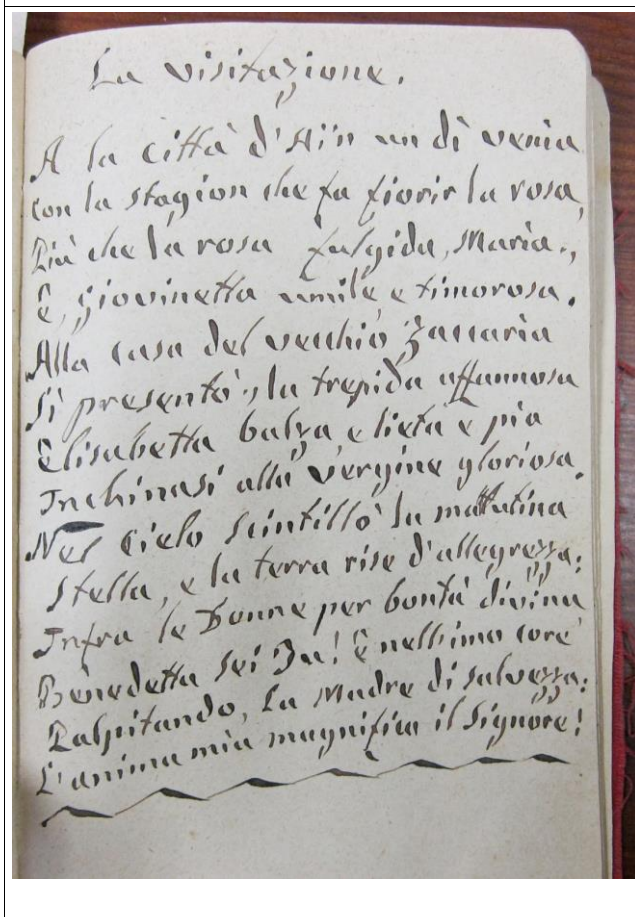 La visitazione.
A la città d'Ain un dì venia
con la stagion che fa fiorir la rosa,
Più che la rosa fulgida, Maria.,
E, giovinetta umile e timorosa.
Alla casa del vecchio Zaccaria
Si presentò., la trepida affannosa
Elisabetta balza, e lieta e pia
Inchinasi alla vergine gloriosa.
Nel Cielo Scintillò la mattutina
Stella, e la terra rise d'allegrezza:
Infra le Donne per bontà divina
Benedetta sei Tu! E nell'imo core
Palpitando, La Madre di salvezza:
L'anima mia magnifica il Signore!